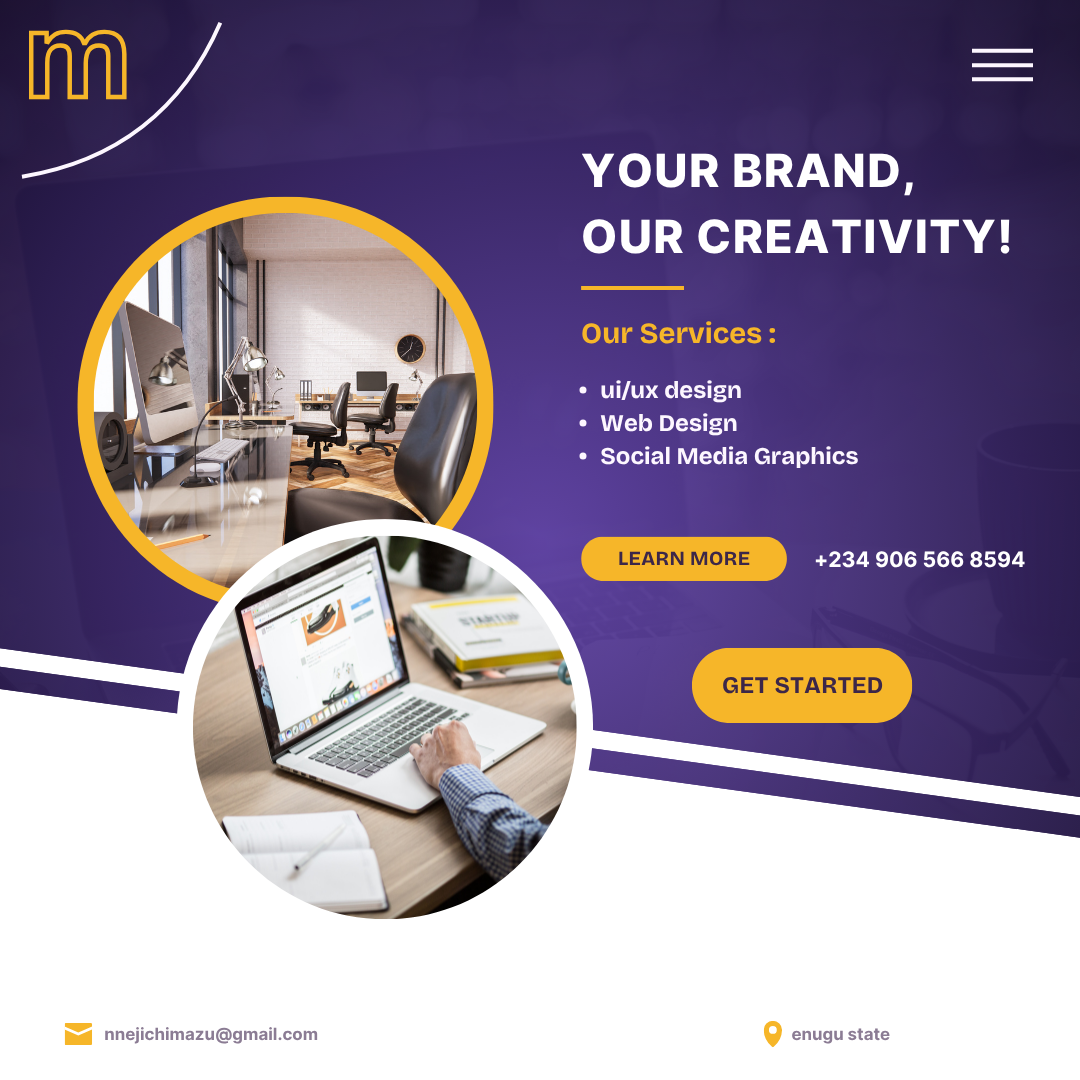 m
YOUR BRAND,
OUR CREATIVITY!
Our Services :
• ui/ux design
• Web Design
• Social Media Graphics
LEARN MORE
+234 906 566 8594
GET STARTED
STARTUP
nnejichimazu@gmail.com
enugu state